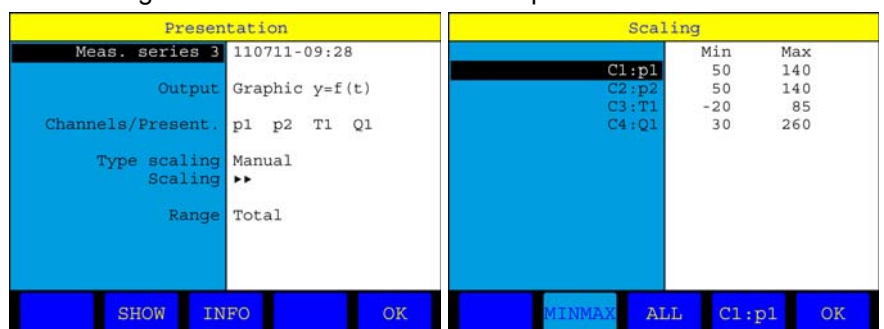 Presentation
Meas. series 3 110711-09:28
Output Graphic y=f(t)
Channels/Present. p1 p2 T1 Q1
Type scaling Manual
Scaling ▸▸
Range Total
SHOW INFO OK
Scaling
Min Max
C1:p1 50 140
C2:p2 50 140
C3:T1 -20 85
C4:Q1 30 260
MINMAX ALL C1:p1 OK